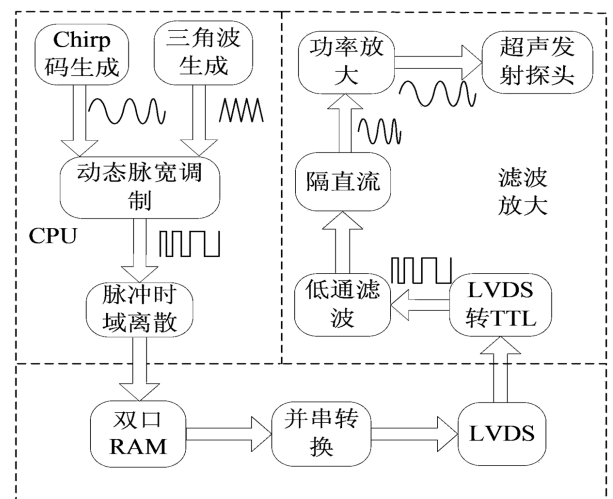 Chirp
码生成
三角波
生成
动态脉宽调
制
CPU
脉冲时
域离散
双口
RAM
并串转
换
LVDS
LVDS
转TTL
低通滤
波
隔直流
功率放
大
超声发
射探头
滤波
放大